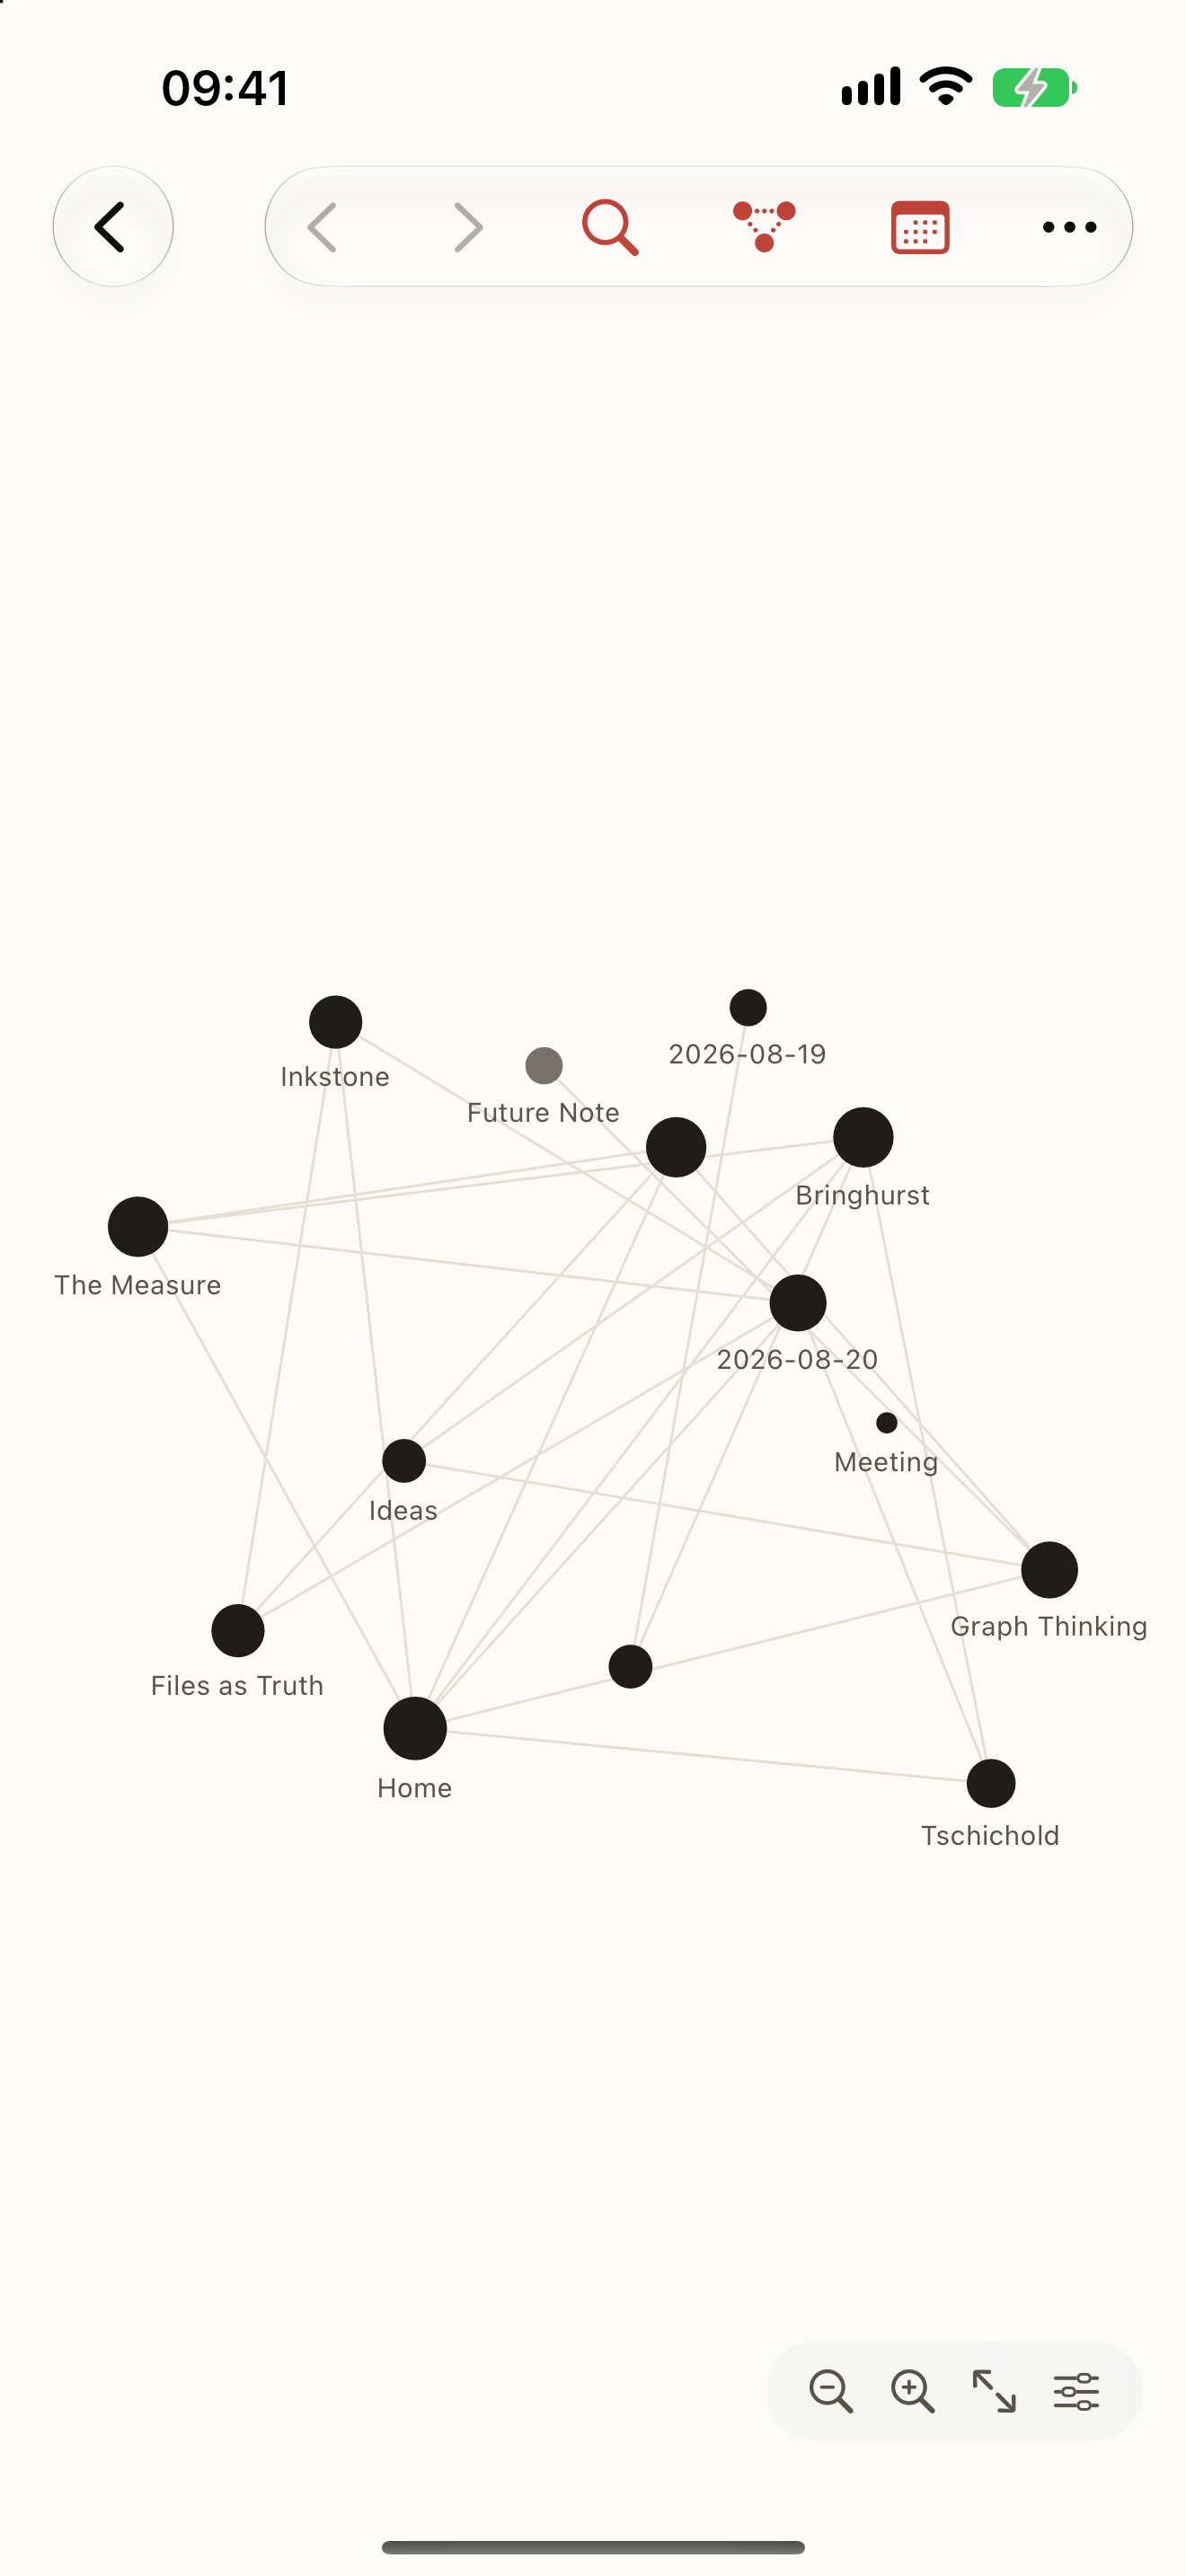 09:41
Inkstone
2026-08-19
Future Note
Bringhurst
The Measure
2026-08-20
Meeting
Ideas
Graph Thinking
Files as Truth
Home
Tschichold